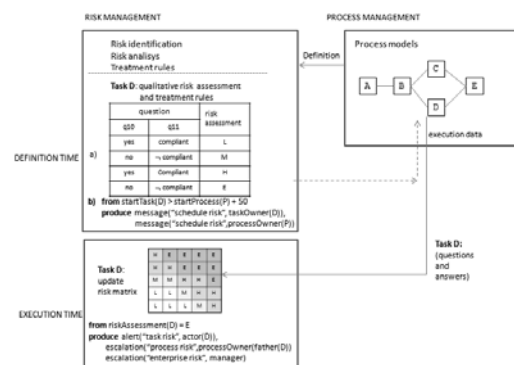 RISK MANAGEMENT
PROCESS MANAGEMENT
Risk identification
Risk analisys
Treatment rules
Task D: qualitative risk assessment
and treatment rules
question
risk
assessment
q10 q11
a)
yes compliant L
no ¬ compliant M
yes Compliant H
no ¬ compliant E
b) from startTask(D) > startProcess(P) + 50
produce message("schedule risk", taskOwner(D)),
message("schedule risk",processOwner(P))
DEFINITION TIME
Definition
Process models
A B C D E
execution data
Task D:
(questions
and
answers)
EXECUTION TIME
Task D:
update
risk matrix
H E E E E
H H E E E
M M H H E
L L M H H
L L L M H
from riskAssessment(D) = E
produce alert("task risk", actor(D)),
escalation("process risk",processOwner(father(D))
escalation("enterprise risk", manager)